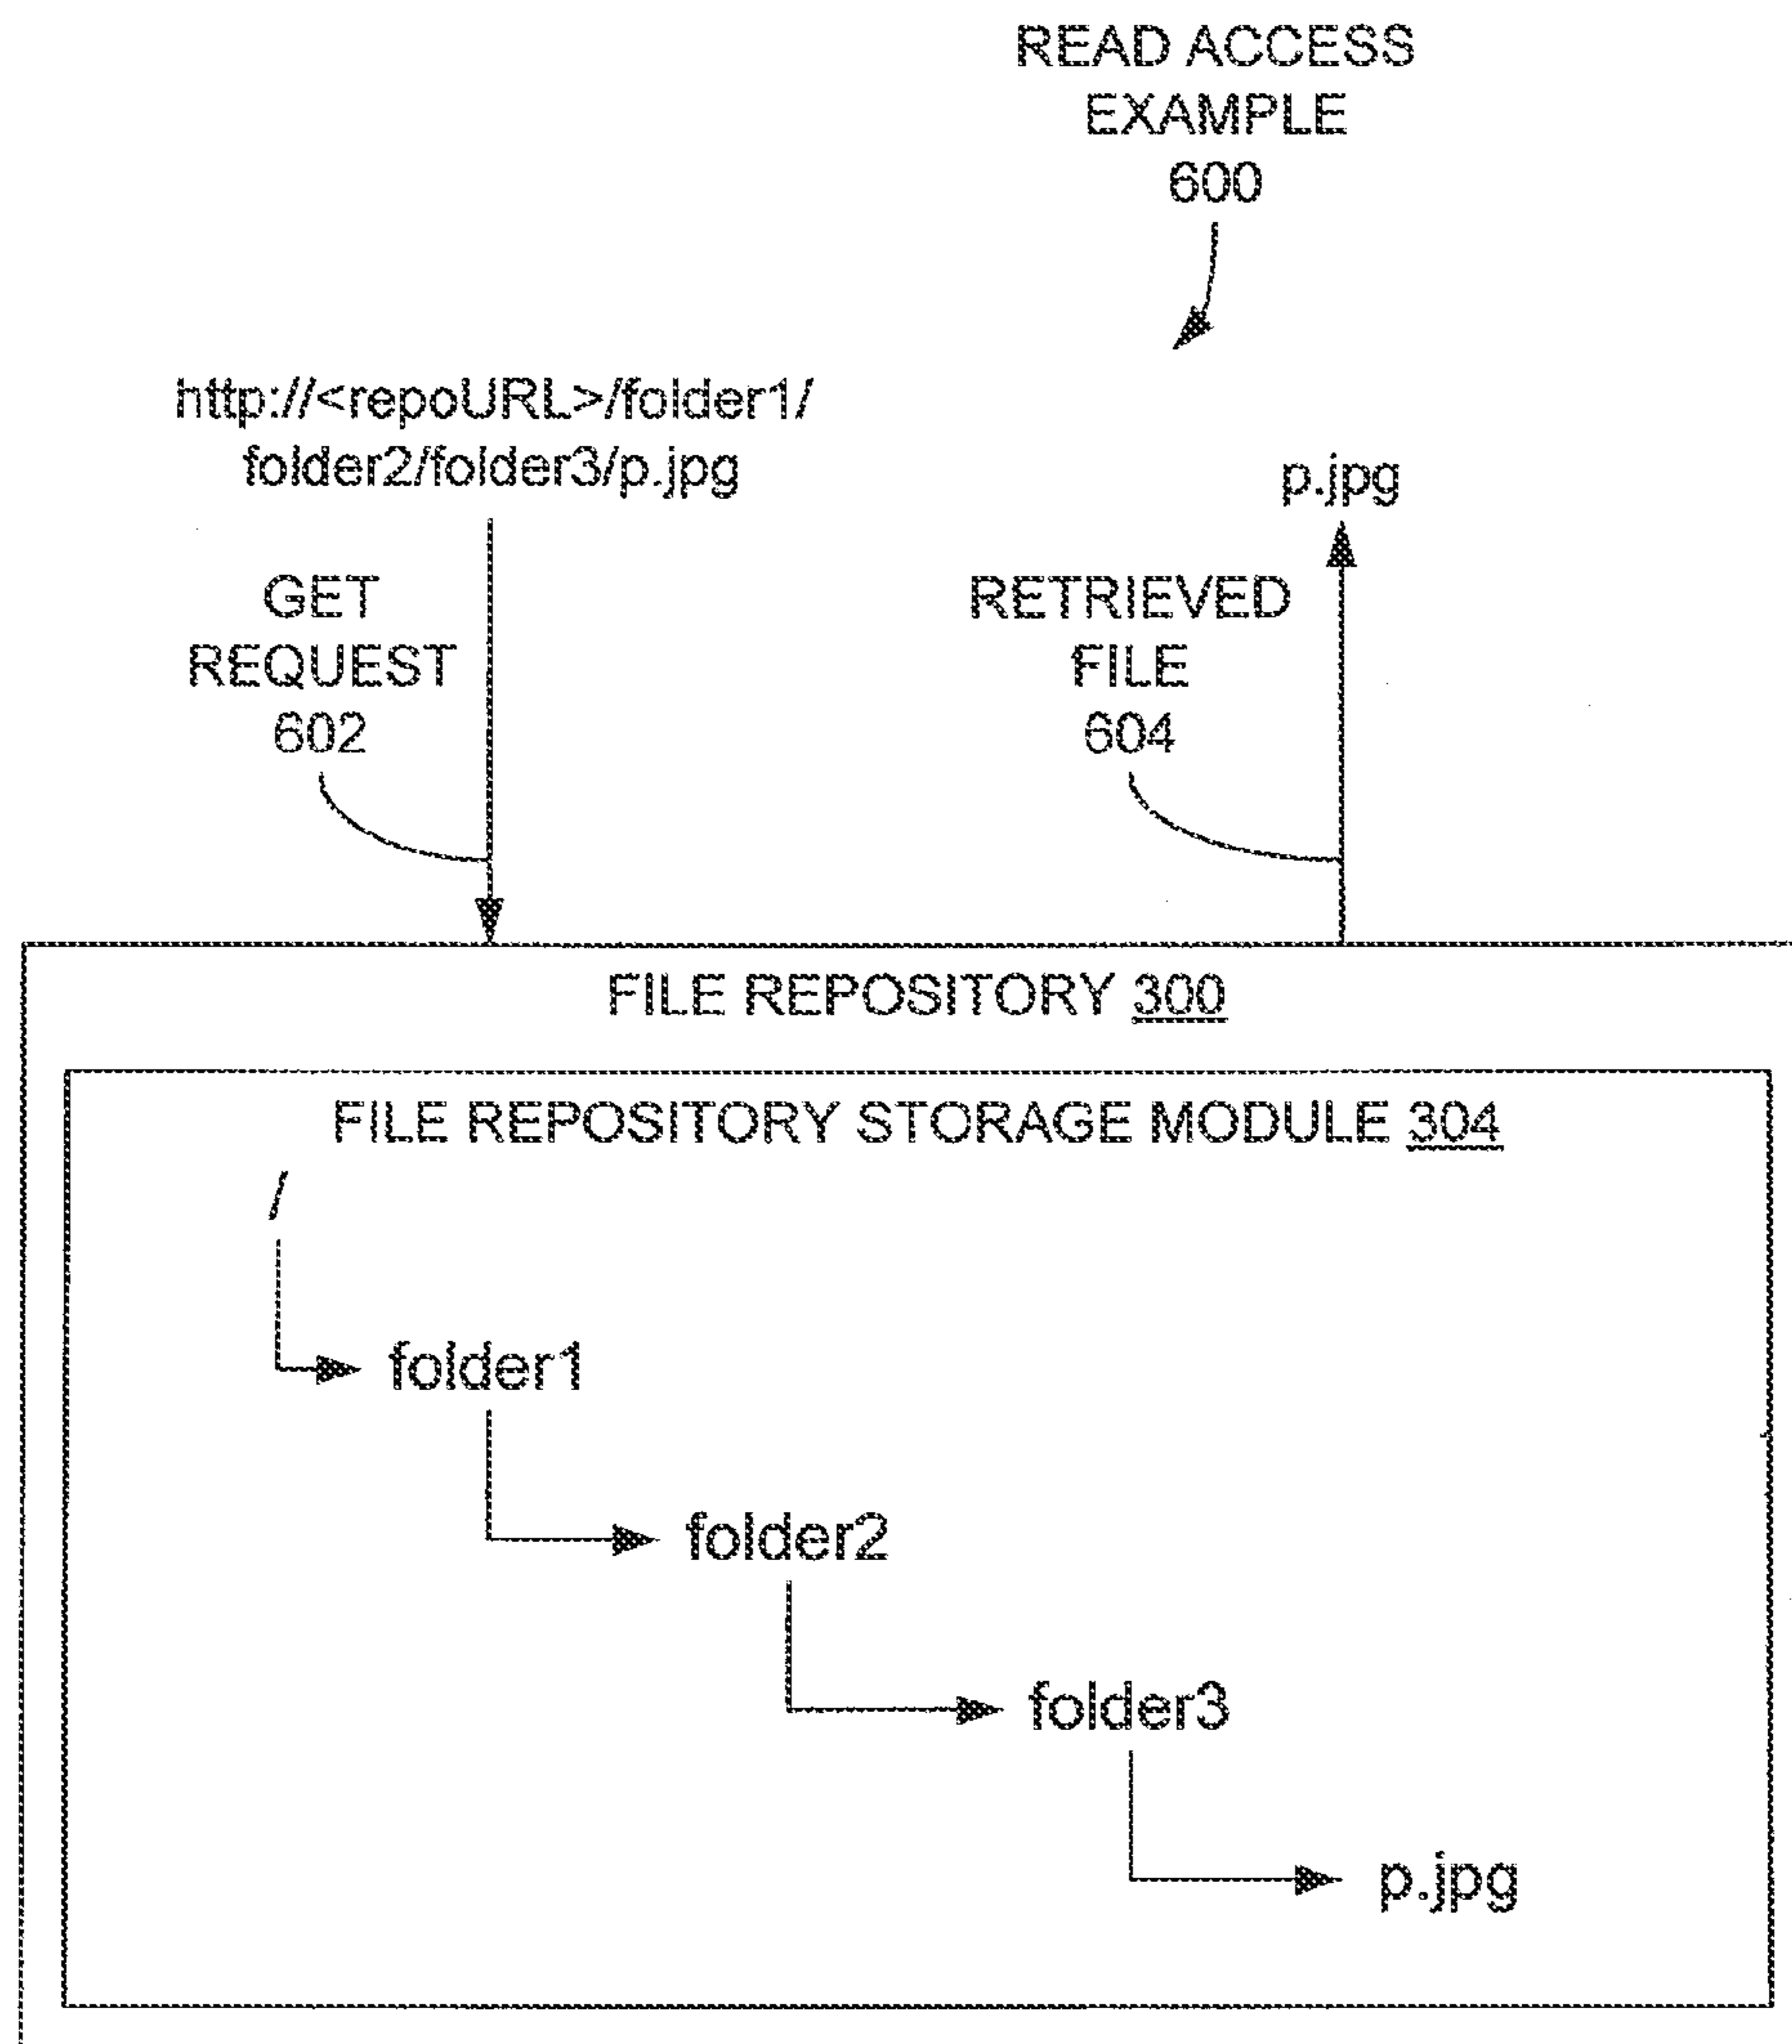 READ ACCESS
EXAMPLE
600
http://<repoURL>/folder1/
folder2/folder3/p.jpg
p.jpg
GET
REQUEST
602
RETRIEVED
FILE
604
FILE REPOSITORY 300
FILE REPOSITORY STORAGE MODULE 304
/
folder1
folder2
folder3
p.jpg